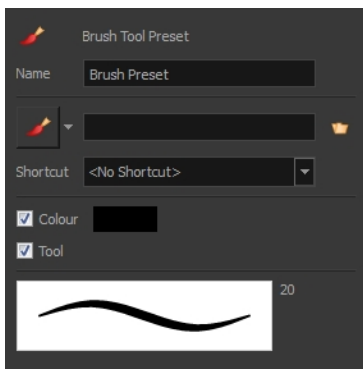 Brush Tool Preset
Name Brush Preset
Shortcut <No Shortcut>
Colour
Tool
20